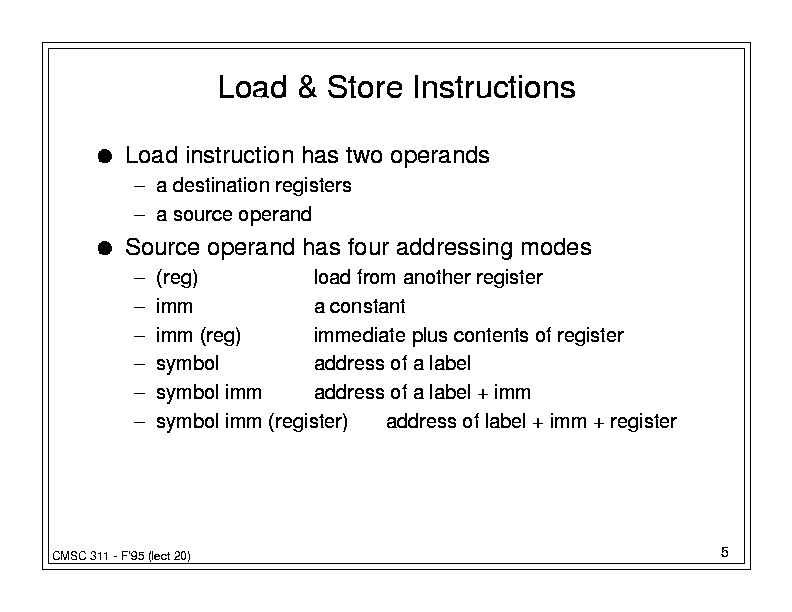 Load & Store Instructions
● Load instruction has two operands
– a destination registers
– a source operand
● Source operand has four addressing modes
– (reg) load from another register
– imm a constant
– imm (reg) immediate plus contents of register
– symbol address of a label
– symbol imm address of a label + imm
– symbol imm (register) address of label + imm + register
CMSC 311 - F'95 (lect 20)
5